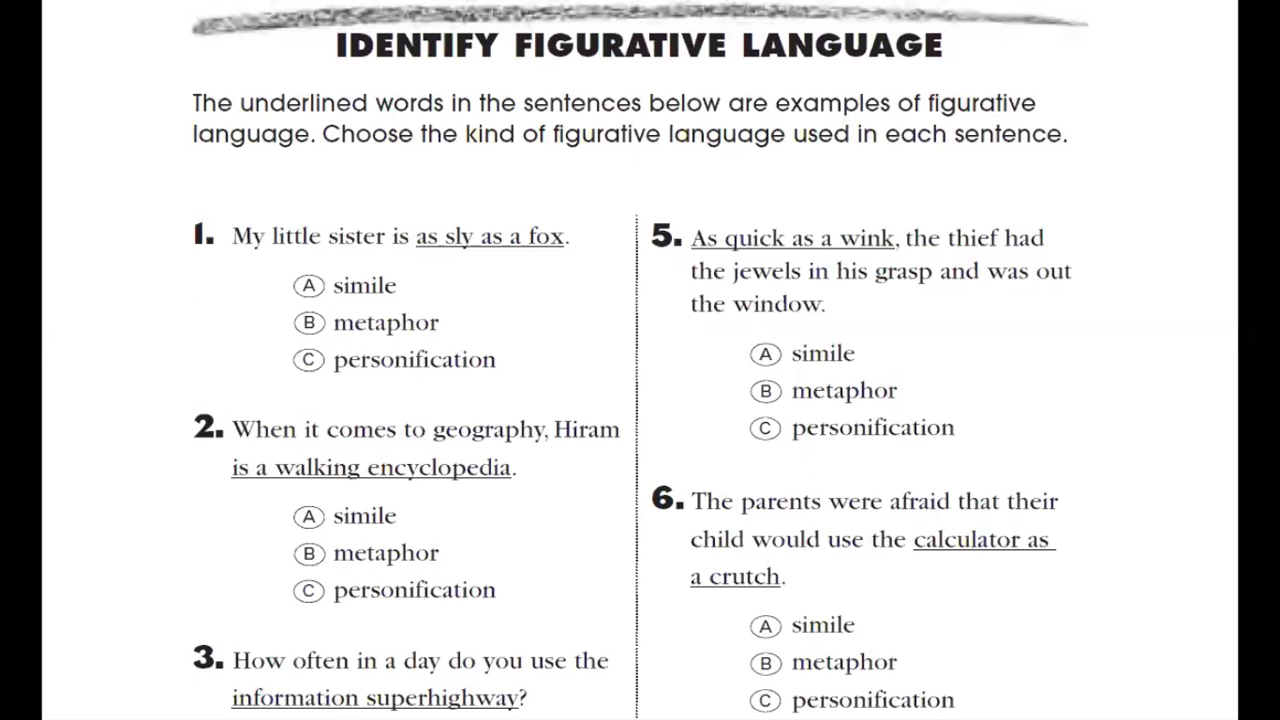 IDENTIFY FIGURATIVE LANGUAGE
The underlined words in the sentences below are examples of figurative
language. Choose the kind of figurative language used in each sentence.
1. My little sister is as sly as a fox.
A simile
B metaphor
C personification
2. When it comes to geography, Hiram
is a walking encyclopedia.
A simile
B metaphor
C personification
3. How often in a day do you use the
information superhighway?
5. As quick as a wink, the thief had
the jewels in his grasp and was out
the window.
A simile
B metaphor
C personification
6. The parents were afraid that their
child would use the calculator as
a crutch.
A simile
B metaphor
C personification